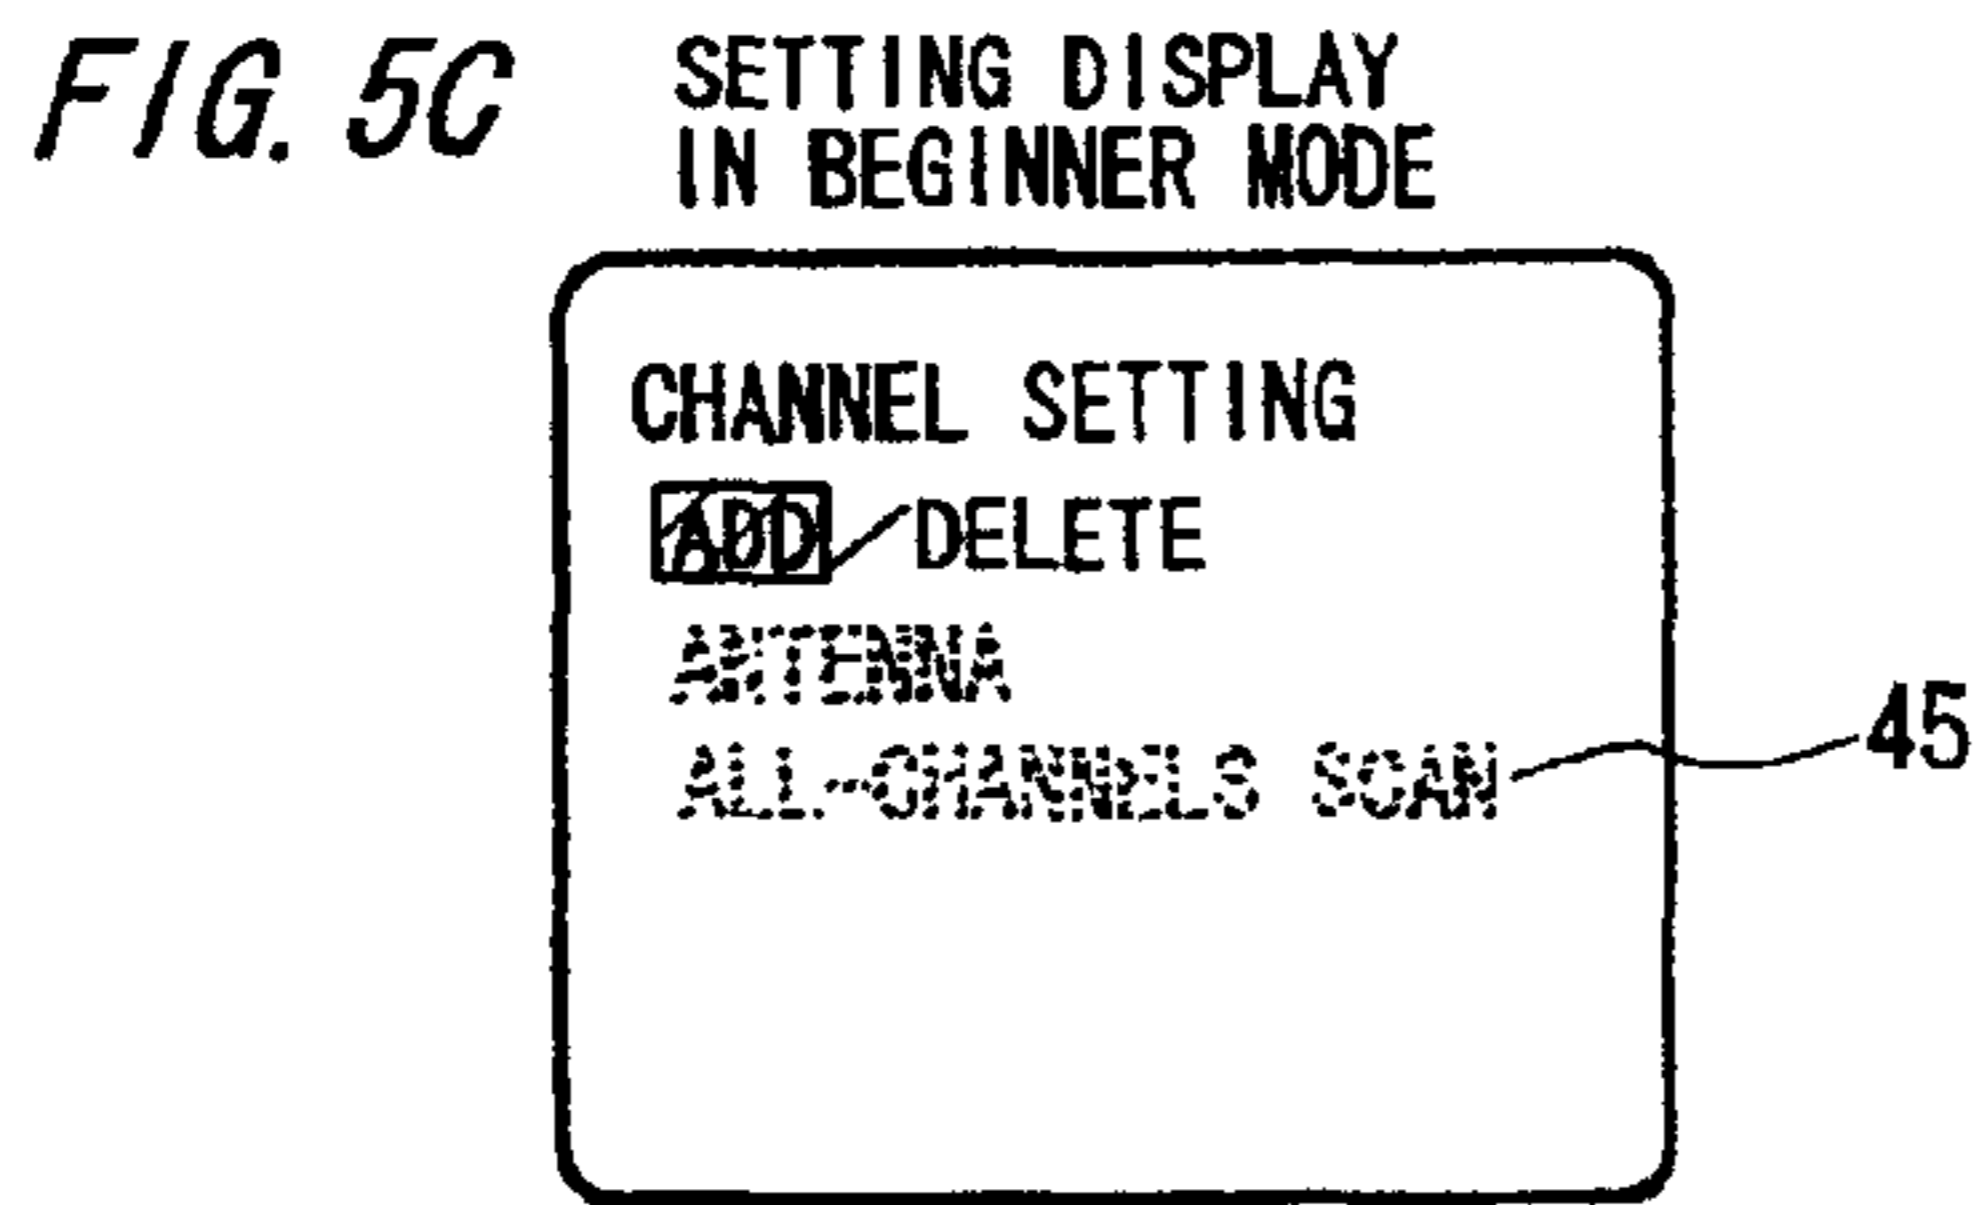 FIG. 5C
SETTING DISPLAY
IN BEGINNER MODE
CHANNEL SETTING
ADD/DELETE
ANTENNA
ALL-CHANNELS SCAN
45